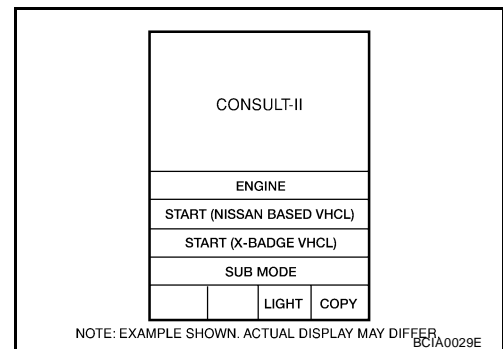 CONSULT-II
ENGINE
START (NISSAN BASED VHCL)
START (X-BADGE VHCL)
SUB MODE
LIGHT COPY
NOTE: EXAMPLE SHOWN. ACTUAL DISPLAY MAY DIFFER
BCIA0029E